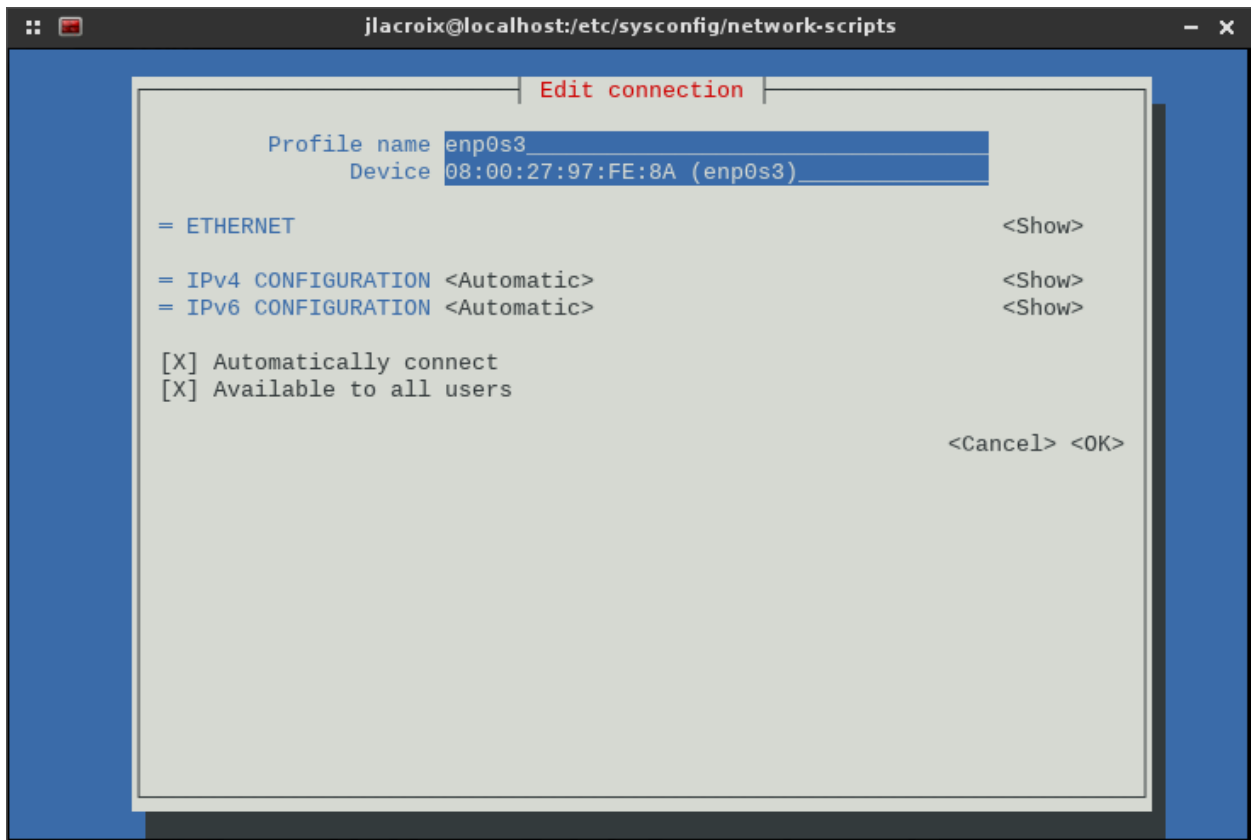 jlacroix@localhost:/etc/sysconfig/network-scripts
Edit connection
Profile name enp0s3
Device 08:00:27:97:FE:8A (enp0s3)
= ETHERNET <Show>
= IPv4 CONFIGURATION <Automatic> <Show>
= IPv6 CONFIGURATION <Automatic> <Show>
[X] Automatically connect
[X] Available to all users
<Cancel> <OK>